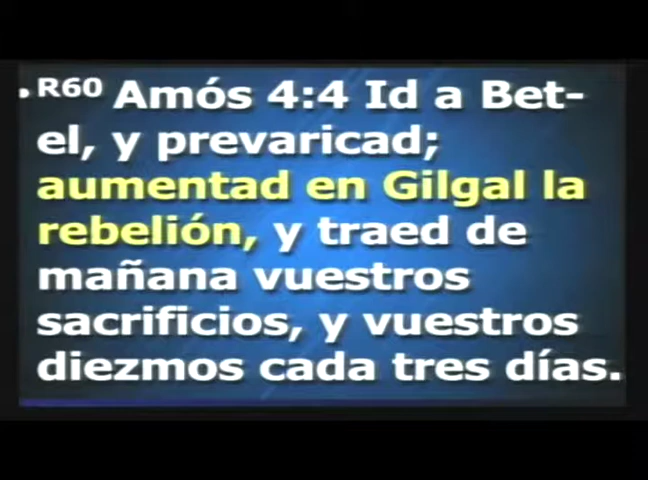 • R60 Amós 4:4 Id a Bet-
el, y prevaricad;
aumentad en Gilgal la
rebelión, y traed de
mañana vuestros
sacrificios, y vuestros
diezmos cada tres días.